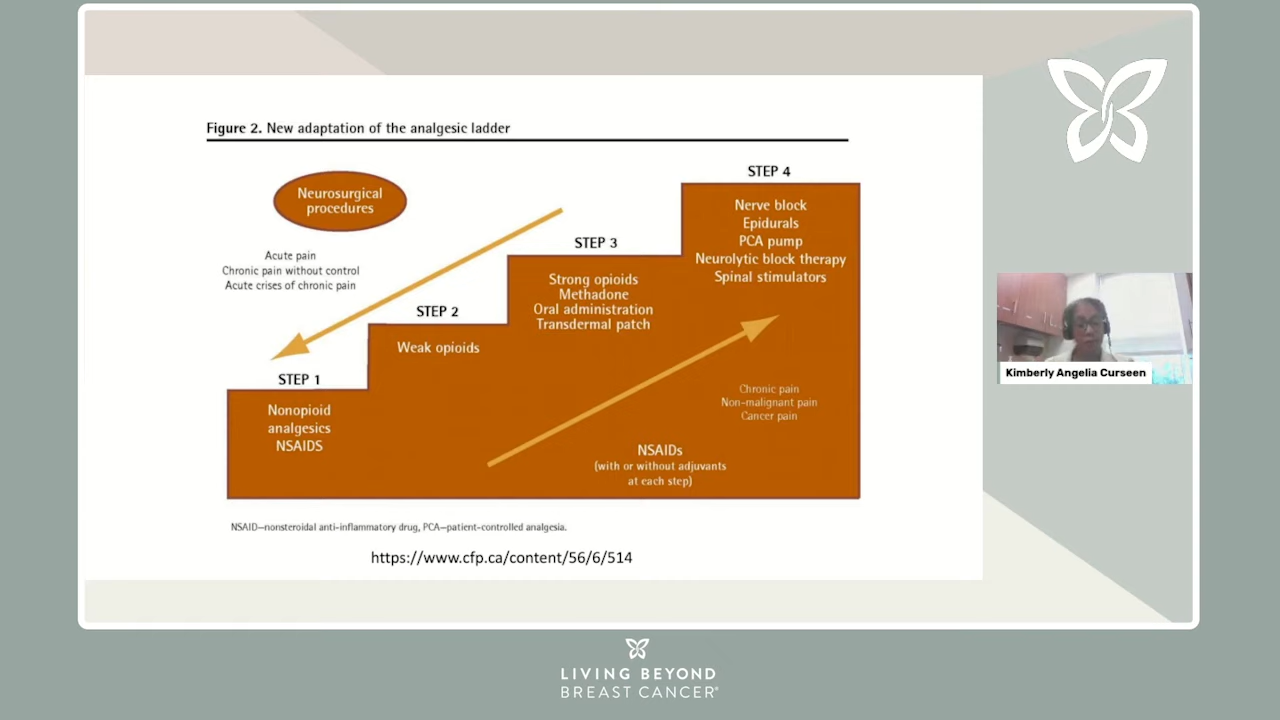 Figure 2. New adaptation of the analgesic ladder
Neurosurgical
procedures
Acute pain
Chronic pain without control
Acute crises of chronic pain
STEP 1
Nonopioid
analgesics
NSAIDS
STEP 2
Weak opioids
STEP 3
Strong opioids
Methadone
Oral administration
Transdermal patch
STEP 4
Nerve block
Epidurals
PCA pump
Neurolytic block therapy
Spinal stimulators
Chronic pain
Non-malignant pain
Cancer pain
NSAIDs
(with or without adjuvants
at each step)
NSAID—nonsteroidal anti-inflammatory drug, PCA—patient-controlled analgesia.
https://www.cfp.ca/content/56/6/514
Kimberly Angelia Curseen
LIVING BEYOND
BREAST CANCER®